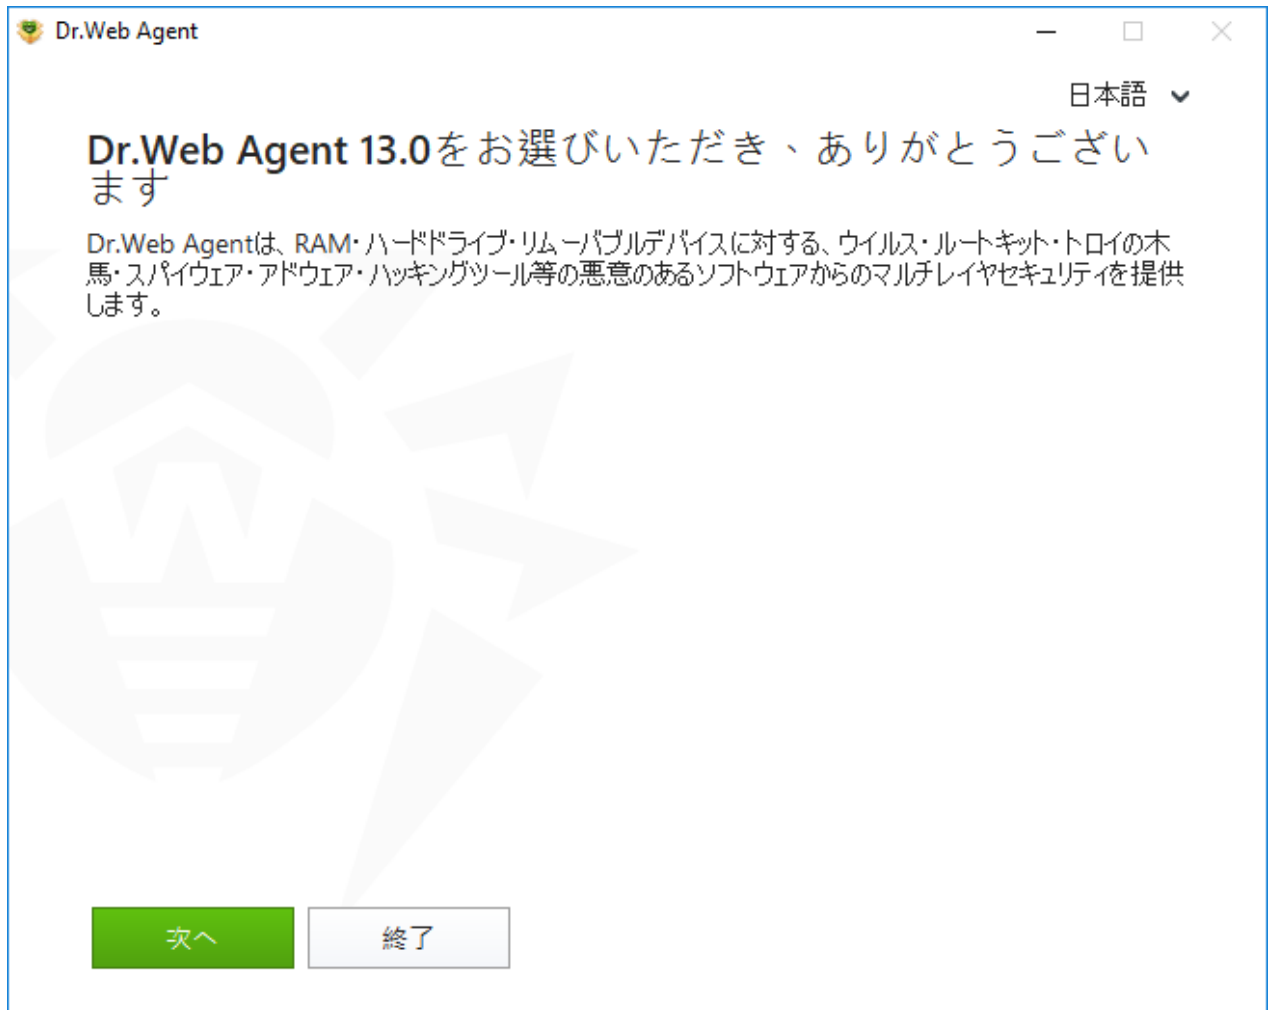 Dr.Web Agent
日本語
Dr.Web Agent 13.0をお選びいただき、ありがとうござい
ます
Dr.Web Agentは、RAM・ハードドライブ・リムーバブルデバイスに対する、ウイルス・ルートキット・トロイの木
馬・スパイウェア・アドウェア・ハッキングツール等の悪意のあるソフトウェアからのマルチレイヤセキュリティを提供
します。
次へ
終了